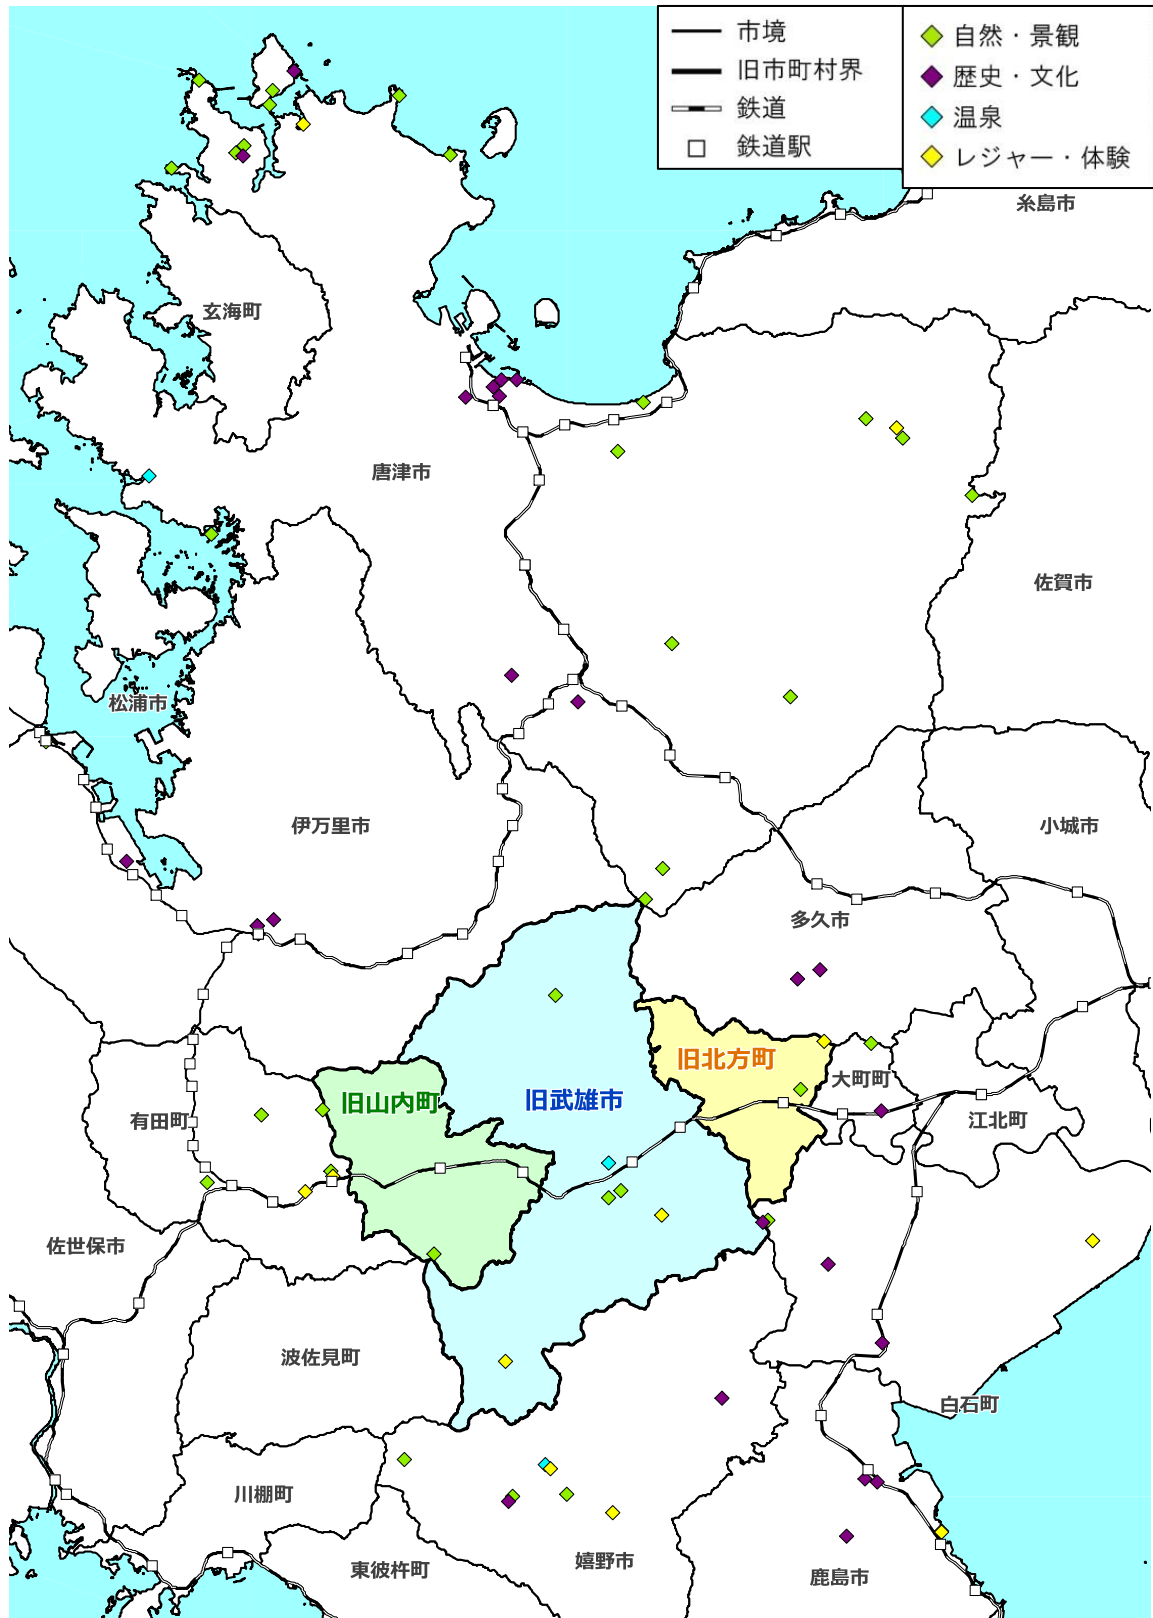 市境
旧市町村界
鉄道
鉄道駅
自然・景観
歴史・文化
温泉
レジャー・体験
糸島市
玄海町
唐津市
佐賀市
松浦市
伊万里市
小城市
多久市
旧北方町
大町町
旧山内町
旧武雄市
有田町
江北町
佐世保市
波佐見町
白石町
川棚町
東彼杵町
嬉野市
鹿島市